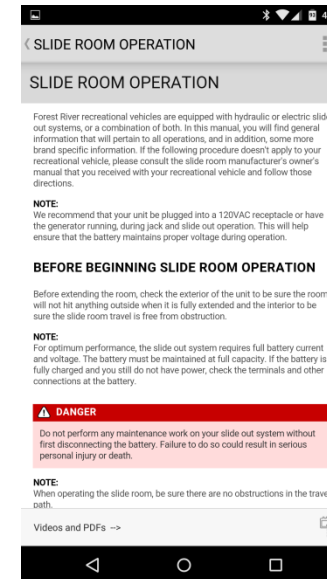 4
SLIDE ROOM OPERATION
SLIDE ROOM OPERATION
Forest River recreational vehicles are equipped with hydraulic or electric slide
out systems, or a combination of both. In this manual, you will find general
information that will pertain to all operations, and in addition, some more
brand specific information. If the following procedure doesn't apply to your
recreational vehicle, please consult the slide room manufacturer's owner's
manual that you received with your recreational vehicle and follow those
directions.
NOTE:
We recommend that your unit be plugged into a 120VAC receptacle or have
the generator running, during jack and slide out operation. This will help
ensure that the battery maintains proper voltage during operation.
BEFORE BEGINNING SLIDE ROOM OPERATION
Before extending the room, check the exterior of the unit to be sure the room
will not hit anything outside when it is fully extended and the interior to be
sure the slide room travel is free from obstruction.
NOTE:
For optimum performance, the slide out system requires full battery current
and voltage. The battery must be maintained at full capacity. If the battery is
fully charged and you still do not have power, check the terminals and other
connections at the battery.
DANGER
Do not perform any maintenance work on your slide out system without
first disconnecting the battery. Failure to do so could result in serious
personal injury or death.
NOTE:
When operating the slide room, be sure there are no obstructions in the trave
path.
Videos and PDFs -->